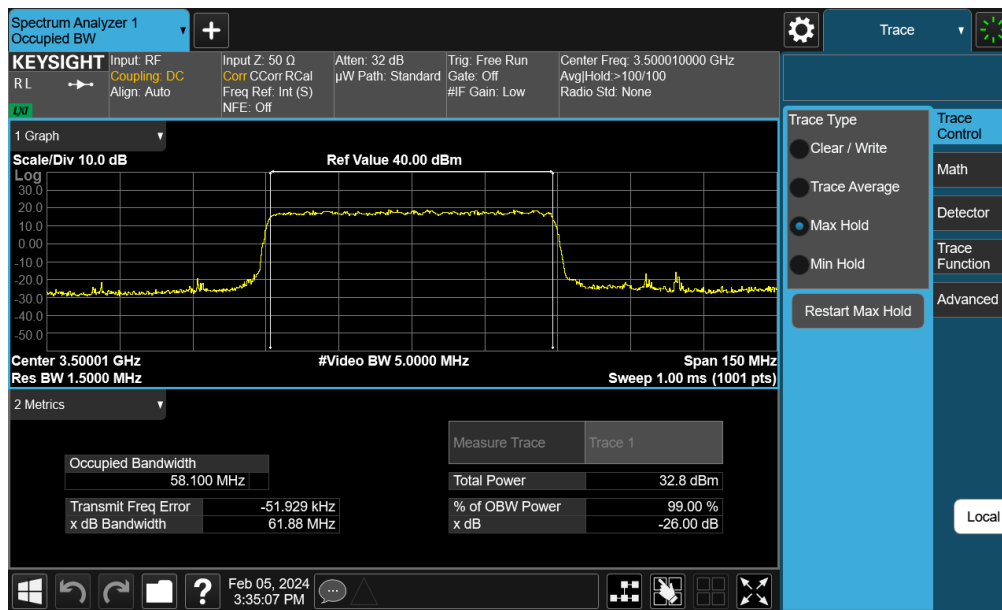 Spectrum Analyzer 1
Occupied BW
+
Trace
KEYSIGHT
R L
LXI
Input: RF
Coupling: DC
Align: Auto
Input Z: 50 Ω
Corr CCorr RCal
Freq Ref: Int (S)
NFE: Off
Atten: 32 dB
µW Path: Standard
Trig: Free Run
Gate: Off
#IF Gain: Low
Center Freq: 3.500010000 GHz
Avg|Hold:>100/100
Radio Std: None
1 Graph
Scale/Div 10.0 dB
Ref Value 40.00 dBm
Log
30.0
20.0
10.0
0.00
-10.0
-20.0
-30.0
-40.0
-50.0
Center 3.50001 GHz
#Video BW 5.0000 MHz
Span 150 MHz
Res BW 1.5000 MHz
Sweep 1.00 ms (1001 pts)
2 Metrics
Measure Trace
Trace 1
Occupied Bandwidth
58.100 MHz
Total Power
32.8 dBm
Transmit Freq Error
-51.929 kHz
% of OBW Power
99.00 %
x dB Bandwidth
61.88 MHz
x dB
-26.00 dB
Trace Type
Clear / Write
Trace Average
Max Hold
Min Hold
Restart Max Hold
Trace
Control
Math
Detector
Trace
Function
Advanced
Local
?
Feb 05, 2024
3:35:07 PM